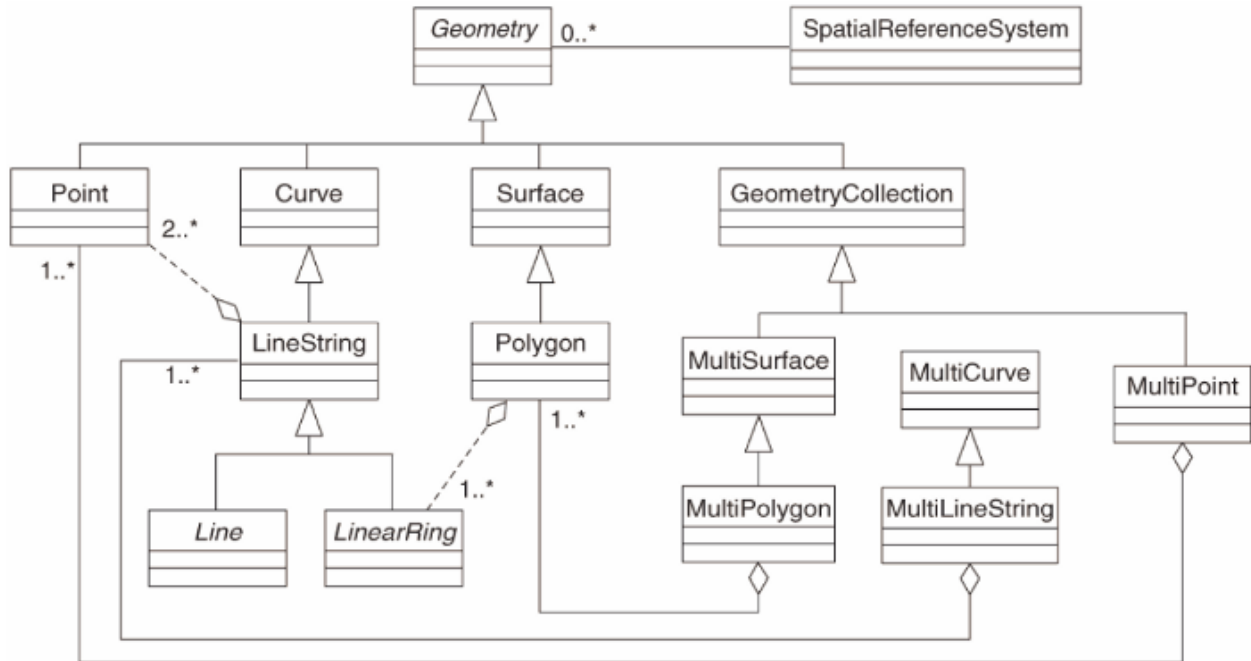 Geometry
0..*
SpatialReferenceSystem
Point
Curve
Surface
GeometryCollection
2..*
1..*
LineString
Polygon
MultiSurface
MultiCurve
MultiPoint
1..*
1..*
1..*
Line
LinearRing
MultiPolygon
MultiLineString